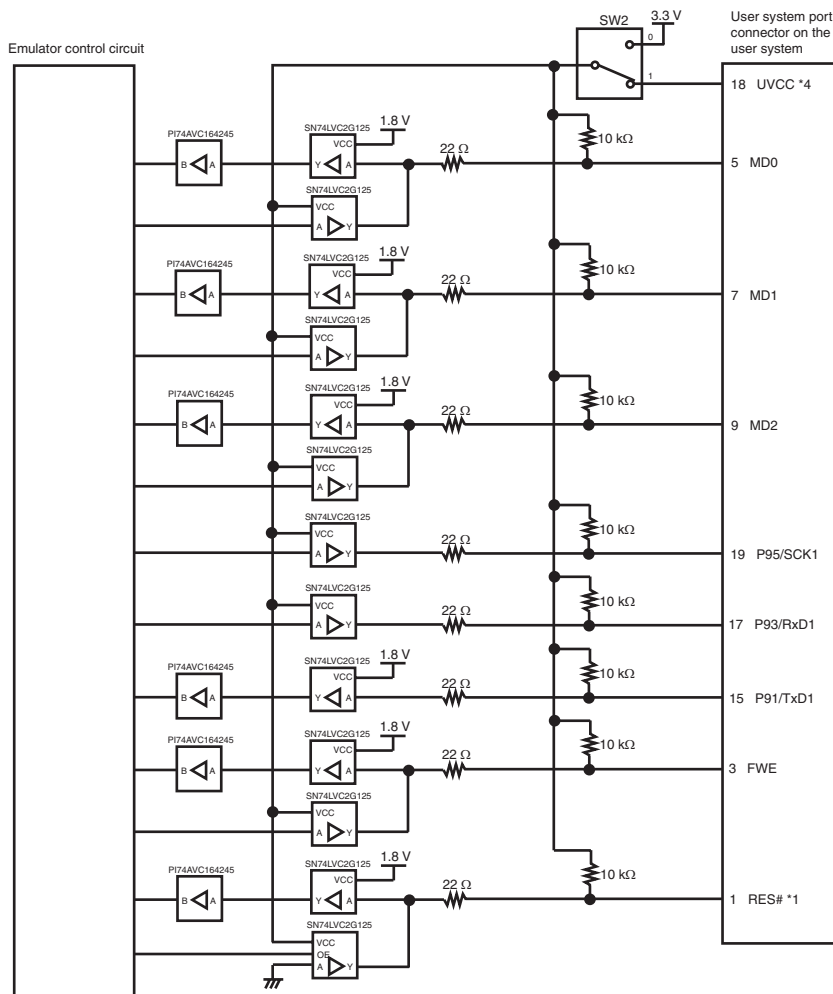 SW2
3.3 V
0
1
User system port
connector on the
user system
Emulator control circuit
18 UVCC *4
PI74AVC164245
B A
SN74LVC2G125
1.8 V
VCC
Y A
22 Ω
10 kΩ
5 MD0
SN74LVC2G125
VCC
A Y
PI74AVC164245
B A
SN74LVC2G125
1.8 V
VCC
Y A
22 Ω
10 kΩ
7 MD1
SN74LVC2G125
VCC
A Y
PI74AVC164245
B A
SN74LVC2G125
1.8 V
VCC
Y A
22 Ω
10 kΩ
9 MD2
SN74LVC2G125
VCC
A Y
SN74LVC2G125
VCC
A Y
22 Ω
10 kΩ
19 P95/SCK1
SN74LVC2G125
VCC
A Y
22 Ω
10 kΩ
17 P93/RxD1
PI74AVC164245
B A
SN74LVC2G125
1.8 V
VCC
Y A
22 Ω
10 kΩ
15 P91/TxD1
PI74AVC164245
B A
SN74LVC2G125
1.8 V
VCC
Y A
22 Ω
10 kΩ
3 FWE
SN74LVC2G125
VCC
A Y
PI74AVC164245
B A
SN74LVC2G125
1.8 V
VCC
Y A
22 Ω
10 kΩ
1 RES# *1
SN74LVC2G125
VCC
OE
A Y